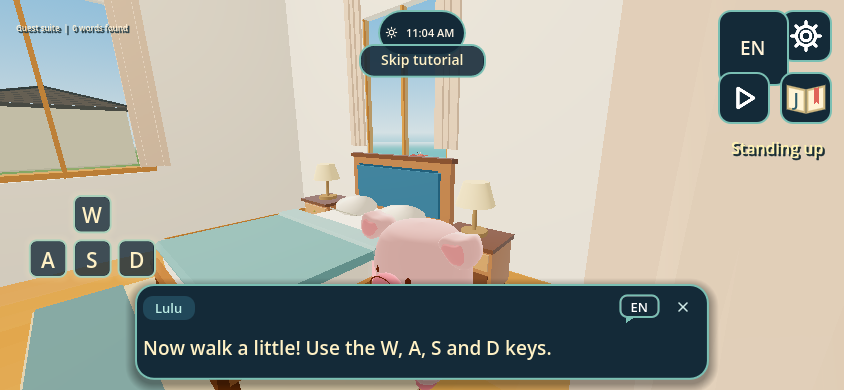 Guest suite | 0 words found
11:04 AM
Skip tutorial
EN
Standing up
W
A S D
Lulu
EN
Now walk a little! Use the W, A, S and D keys.